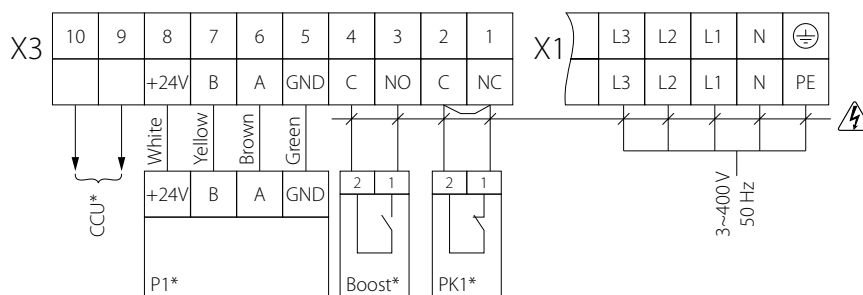 X3 10 9 8 7 6 5 4 3 2 1
+24V B A GND C NO C NC
X1 L3 L2 L1 N
L3 L2 L1 N PE
White
Yellow
Brown
Green
CCU*
+24V B A GND
P1*
2 1
Boost*
2 1
PK1*
3~400 V
50 Hz